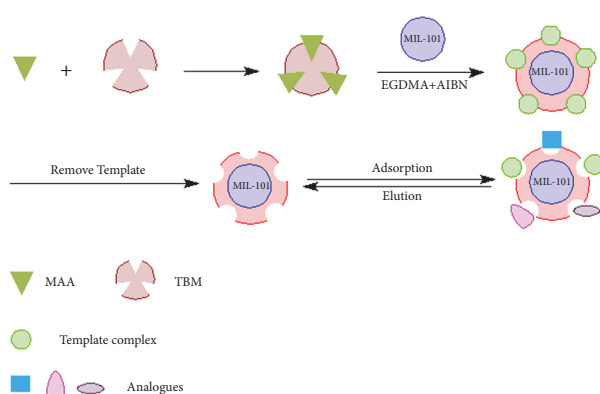 MIL-101
+
EGDMA+AIBN
MIL-101
Remove Template
MIL-101
Adsorption
Elution
MIL-101
MAA
TBM
Template complex
Analogues